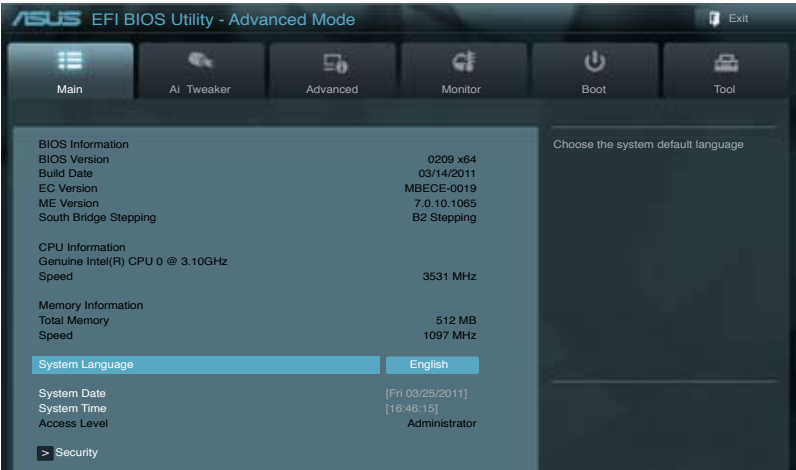 ASUS EFI BIOS Utility - Advanced Mode
Exit
Main Ai Tweaker Advanced Monitor Boot Tool
BIOS Information
BIOS Version 0209 x64
Build Date 03/14/2011
EC Version MBECE-0019
ME Version 7.0.10.1065
South Bridge Stepping B2 Stepping
CPU Information
Genuine Intel(R) CPU 0 @ 3.10GHz
Speed 3531 MHz
Memory Information
Total Memory 512 MB
Speed 1097 MHz
System Language English
System Date [Fri 03/25/2011]
System Time [16:46:15]
Access Level Administrator
> Security
Choose the system default language